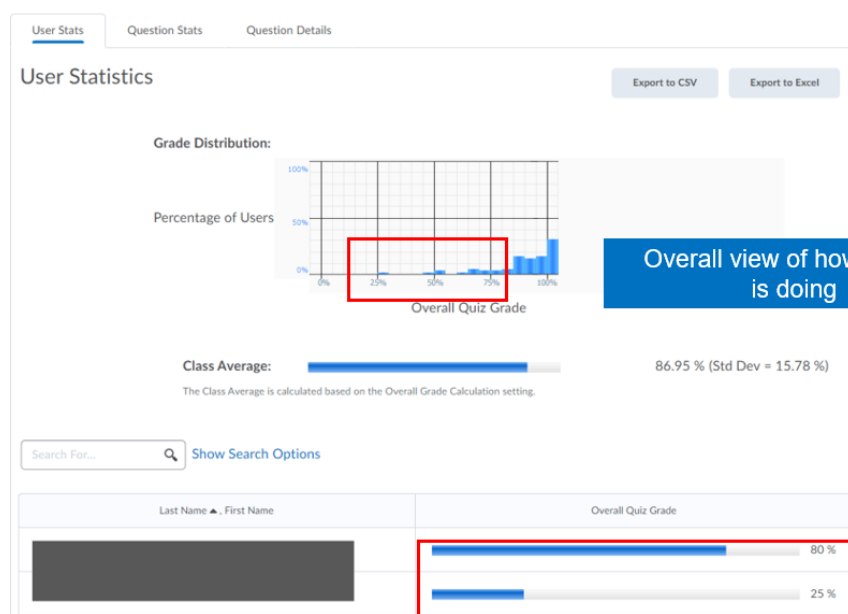 User Stats Question Stats Question Details
User Statistics
Export to CSV Export to Excel
Grade Distribution:
100%
Percentage of Users
50%
0%
0% 25% 50% 75% 100%
Overall Quiz Grade
Overall view of how
is doing
Class Average:
86.95 % (Std Dev = 15.78 %)
The Class Average is calculated based on the Overall Grade Calculation setting.
Search For...
Show Search Options
Last Name ▲ , First Name
Overall Quiz Grade
80 %
25 %